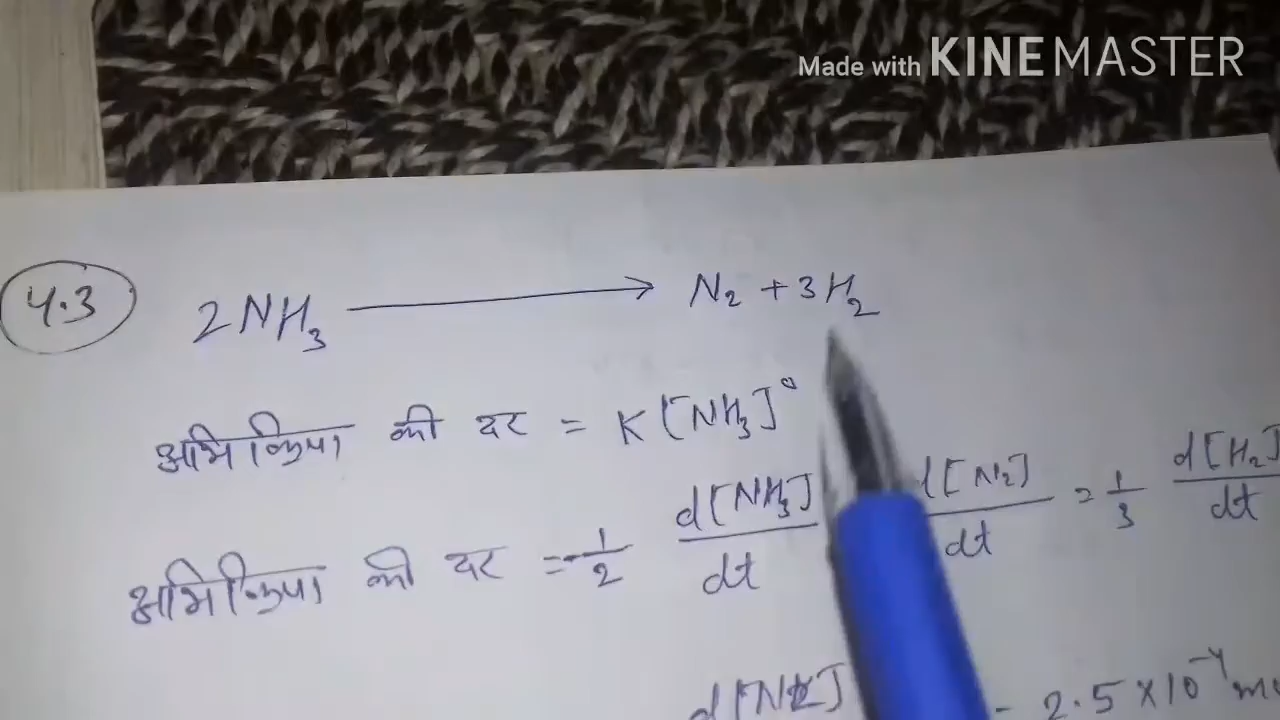 Made with KINEMASTER
4.3 2NH₃ ⟶ N₂ + 3H₂
अभिक्रिया की दर = K[NH₃]⁰
अभिक्रिया की दर = -1/2 d[NH₃]/dt d[N₂]/dt = 1/3 d[H₂]/dt
2.5 × 10⁻⁴